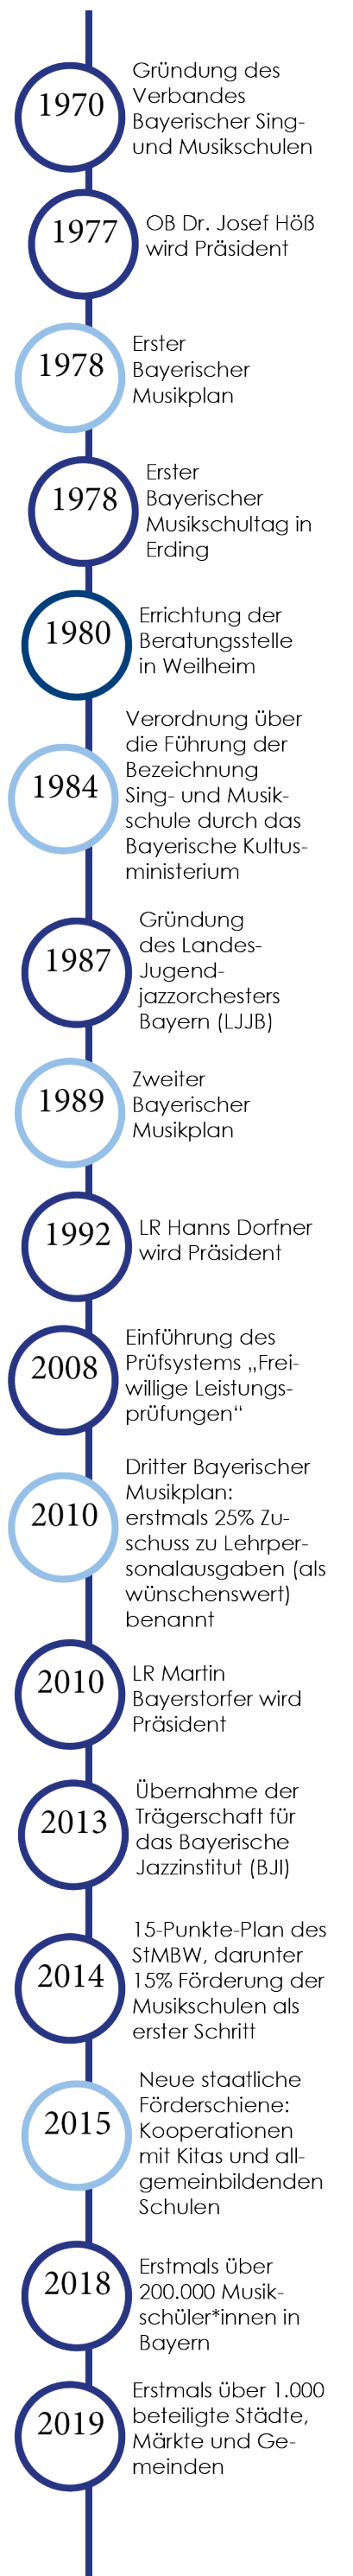 1970
Gründung des
Verbandes
Bayerischer Sing-
und Musikschulen
1977
OB Dr. Josef Höß
wird Präsident
1978
Erster
Bayerischer
Musikplan
1978
Erster
Bayerischer
Musikschultag in
Erding
1980
Errichtung der
Beratungsstelle
in Weilheim
1984
Verordnung über
die Führung der
Bezeichnung
Sing- und Musik-
schule durch das
Bayerische Kultus-
ministerium
1987
Gründung
des Landes-
Jugend-
jazzorchesters
Bayern (LJJB)
1989
Zweiter
Bayerischer
Musikplan
1992
LR Hanns Dorfner
wird Präsident
2008
Einführung des
Prüfsystems „Frei-
willige Leistungs-
prüfungen“
2010
Dritter Bayerischer
Musikplan:
erstmals 25% Zu-
schuss zu Lehrper-
sonalausgaben (als
wünschenswert)
benannt
2010
LR Martin
Bayerstorfer wird
Präsident
2013
Übernahme der
Trägerschaft für
das Bayerische
Jazzinstitut (BJI)
2014
15-Punkte-Plan des
StMBW, darunter
15% Förderung der
Musikschulen als
erster Schritt
2015
Neue staatliche
Förderschiene:
Kooperationen
mit Kitas und all-
gemeinbildenden
Schulen
2018
Erstmals über
200.000 Musik-
schüler*innen in
Bayern
2019
Erstmals über 1.000
beteiligte Städte,
Märkte und Ge-
meinden